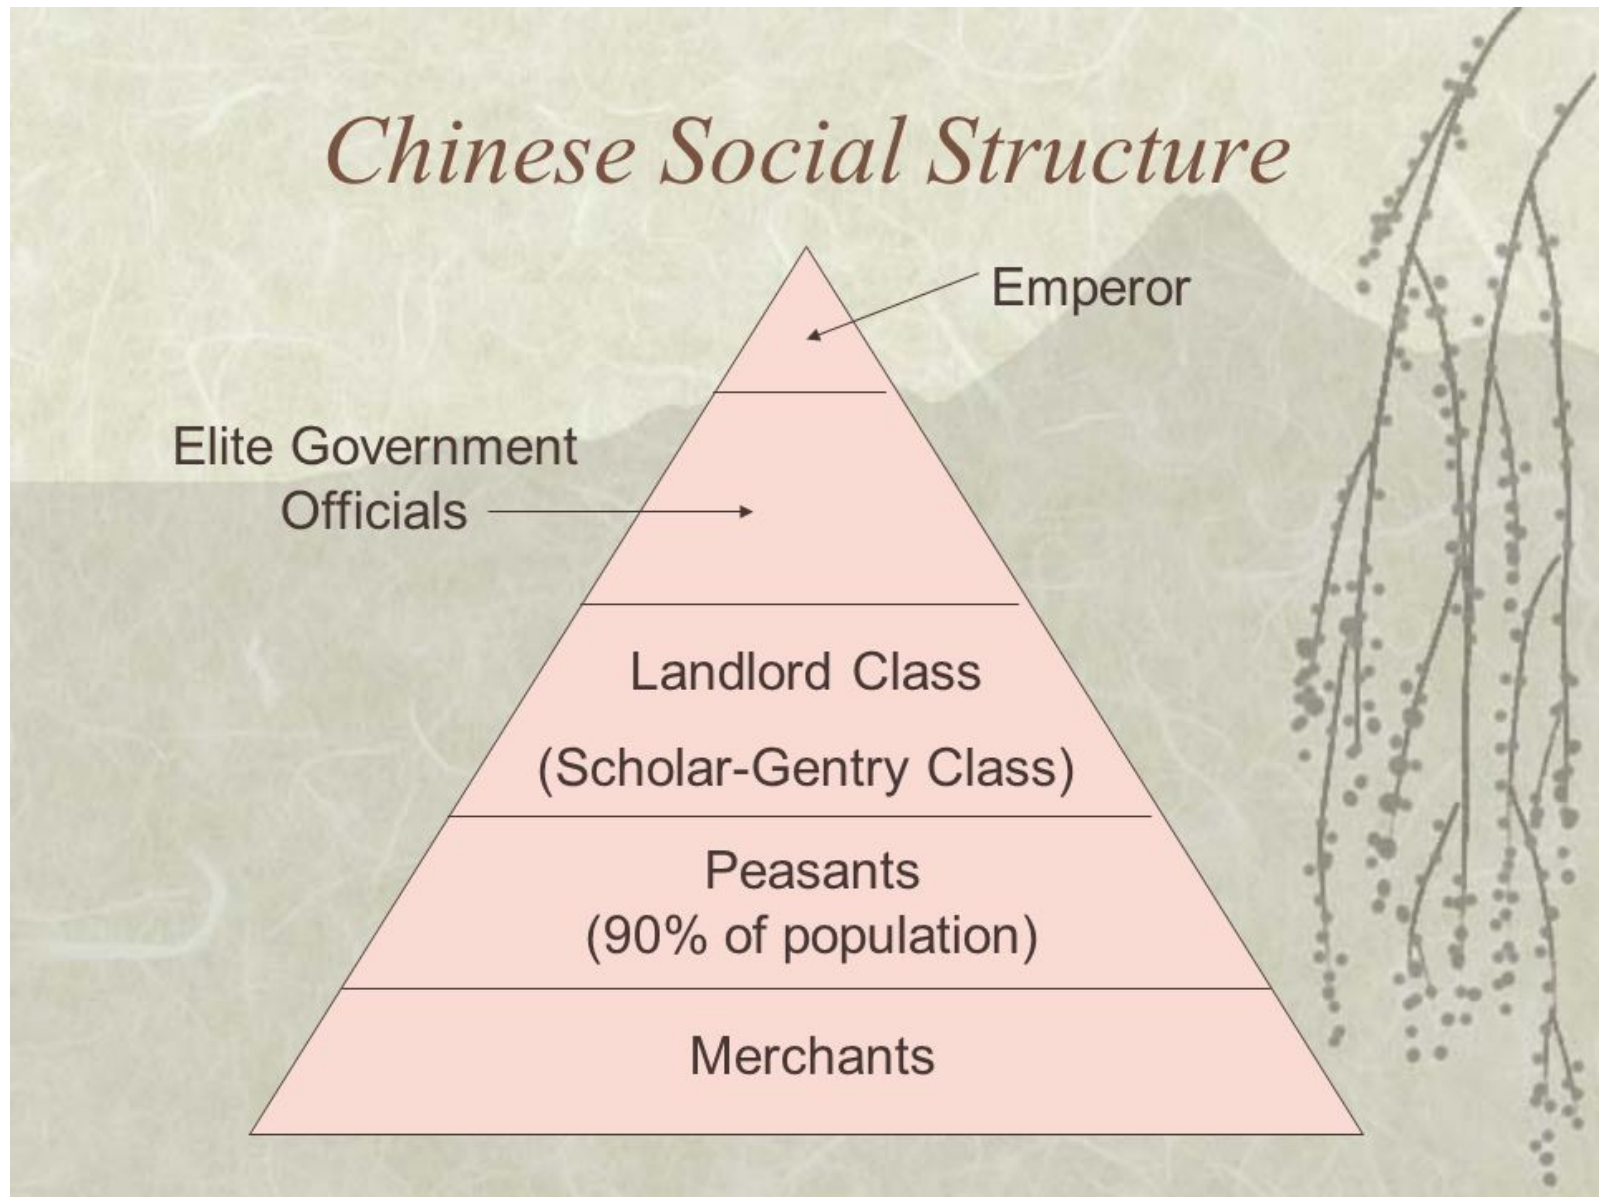 Chinese Social Structure
Emperor
Elite Government
Officials
Landlord Class
(Scholar-Gentry Class)
Peasants
(90% of population)
Merchants